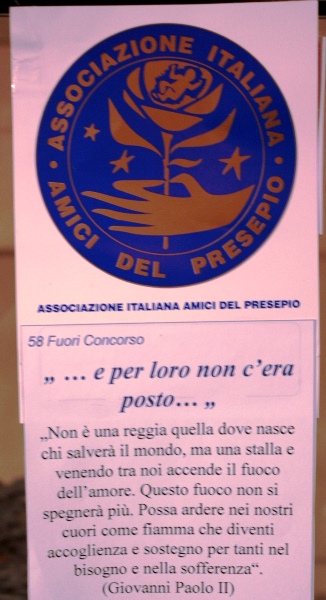 ASSOCIAZIONE ITALIANA
AMICI DEL PRESEPIO
ASSOCIAZIONE ITALIANA AMICI DEL PRESEPIO
58 Fuori Concorso
„ … e per loro non c'era
posto… „
„Non è una reggia quella dove nasce
chi salverà il mondo, ma una stalla e
venendo tra noi accende il fuoco
dell'amore. Questo fuoco non si
spegnerà più. Possa ardere nei nostri
cuori come fiamma che diventi
accoglienza e sostegno per tanti nel
bisogno e nella sofferenza“.
(Giovanni Paolo II)